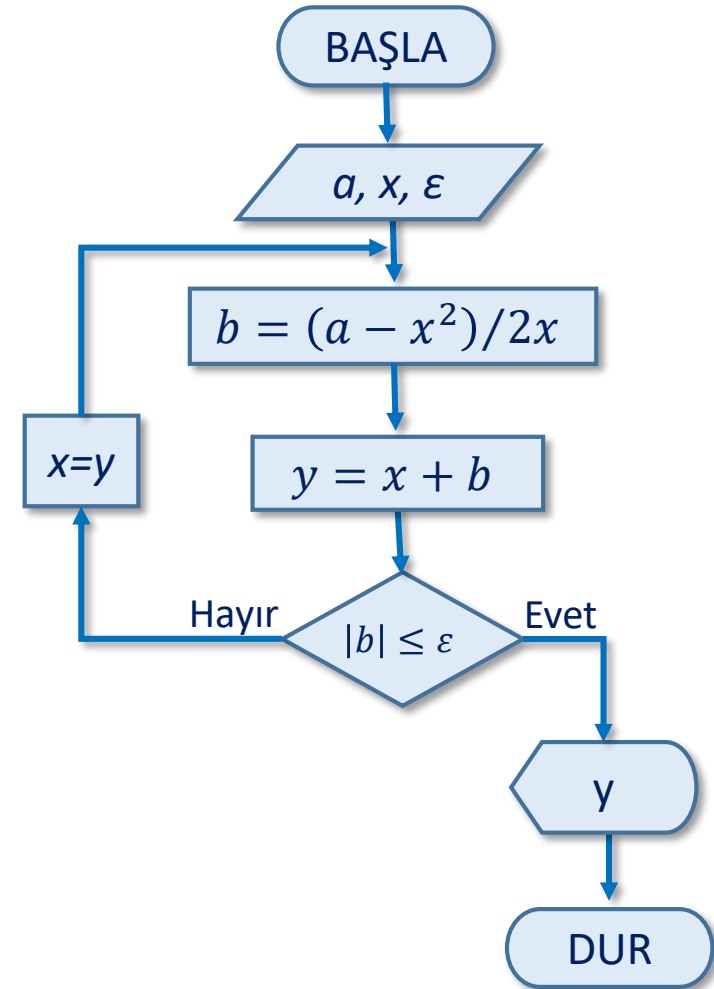 BAŞLA
a, x, ε
b = (a − x²)/2x
y = x + b
x=y
|b| ≤ ε
Hayır
Evet
y
DUR